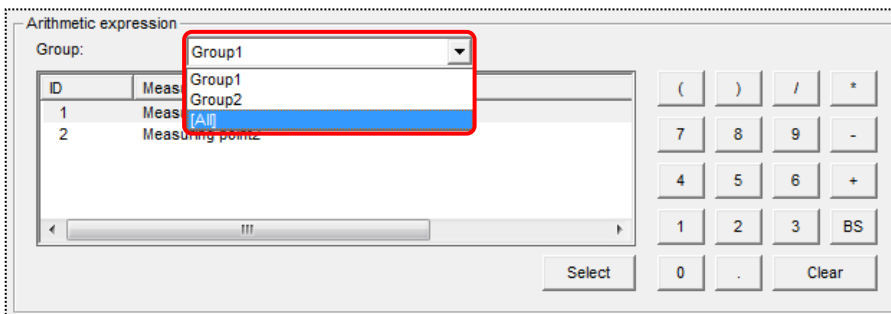 Arithmetic expression
Group:
Group1
Group1
Group2
[All]
ID Meas
1 Meas
2 Measuring point2
( ) / *
7 8 9 -
4 5 6 +
1 2 3 BS
Select 0 . Clear